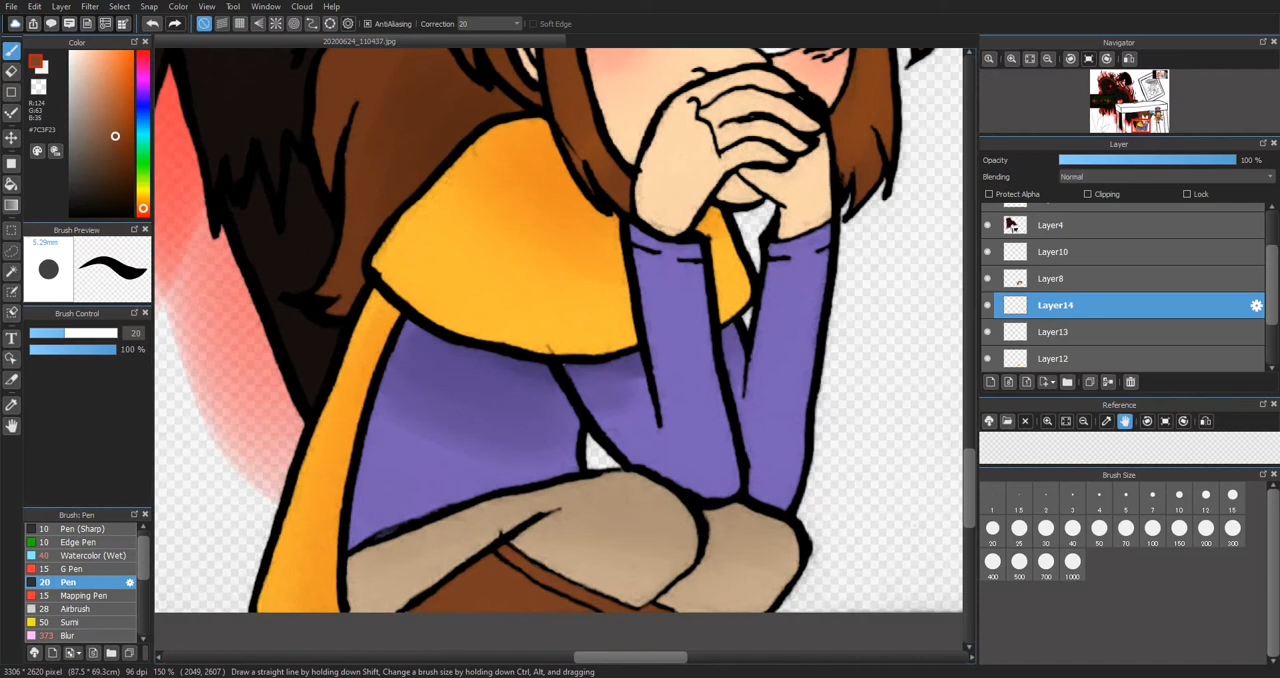 File Edit Layer Filter Select Snap Color View Tool Window Cloud Help
AntiAliasing Correction 20 Soft Edge
Color
20200624_110437.jpg
Navigator
R:124
G:63
B:35
#7C3F23
Brush Preview
5.29mm
Brush Control
20
100 %
Brush: Pen
10 Pen (Sharp)
10 Edge Pen
40 Watercolor (Wet)
15 G Pen
20 Pen
15 Mapping Pen
28 Airbrush
50 Sumi
373 Blur
Layer
Opacity 100 %
Blending Normal
Protect Alpha Clipping Lock
Layer4
Layer10
Layer8
Layer14
Layer13
Layer12
Reference
Brush Size
1 1.5 2 3 4 5 7 10 12 15
20 25 30 40 50 70 100 150 200 300
400 500 700 1000
3306 * 2620 pixel (87.5 * 69.3cm) 96 dpi 150 % ( 2049, 2607 ) Draw a straight line by holding down Shift, Change a brush size by holding down Ctrl, Alt, and dragging